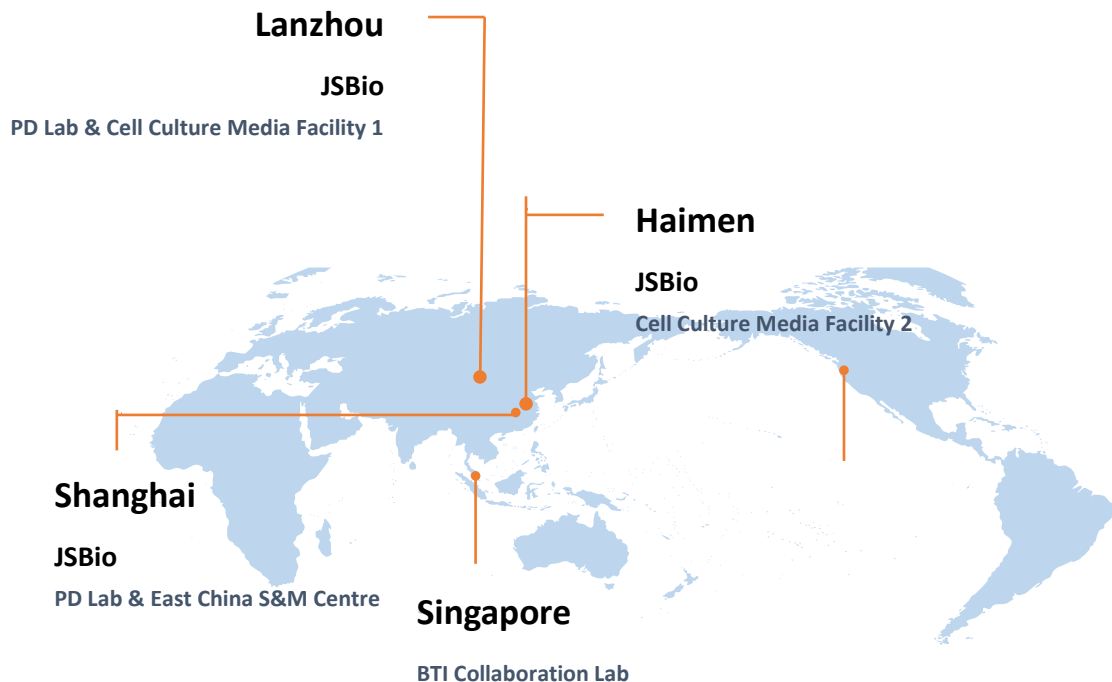 Lanzhou
JSBio
PD Lab & Cell Culture Media Facility 1
Haimen
JSBio
Cell Culture Media Facility 2
Shanghai
JSBio
PD Lab & East China S&M Centre
Singapore
BTI Collaboration Lab